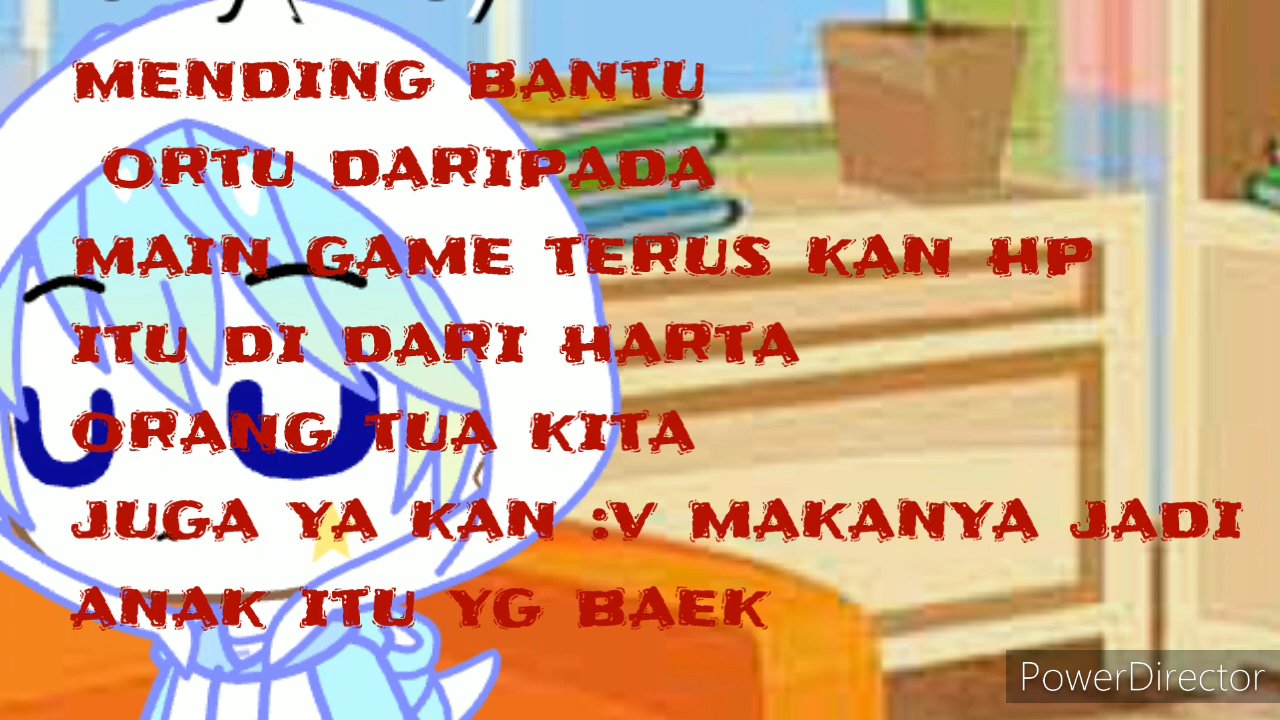 MENDING BANTU
ORTU DARIPADA
MAIN GAME TERUS KAN HP
ITU DI DARI HARTA
ORANG TUA KITA
JUGA YA KAN :V MAKANYA JADI
ANAK ITU YG BAEK
PowerDirector